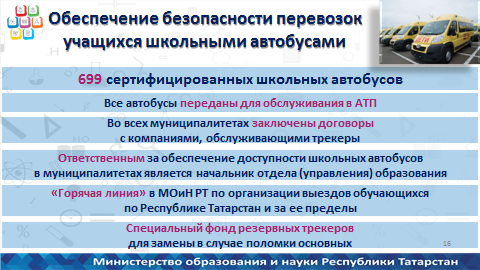 Обеспечение безопасности перевозок
учащихся школьными автобусами
699 сертифицированных школьных автобусов
Все автобусы переданы для обслуживания в АТП
Во всех муниципалитетах заключены договоры
с компаниями, обслуживающими трекеры
Ответственным за обеспечение доступности школьных автобусов
в муниципалитетах является начальник отдела (управления) образования
«Горячая линия» в МОиН РТ по организации выездов обучающихся
по Республике Татарстан и за ее пределы
Специальный фонд резервных трекеров
для замены в случае поломки основных
16
Министерство образования и науки Республики Татарстан